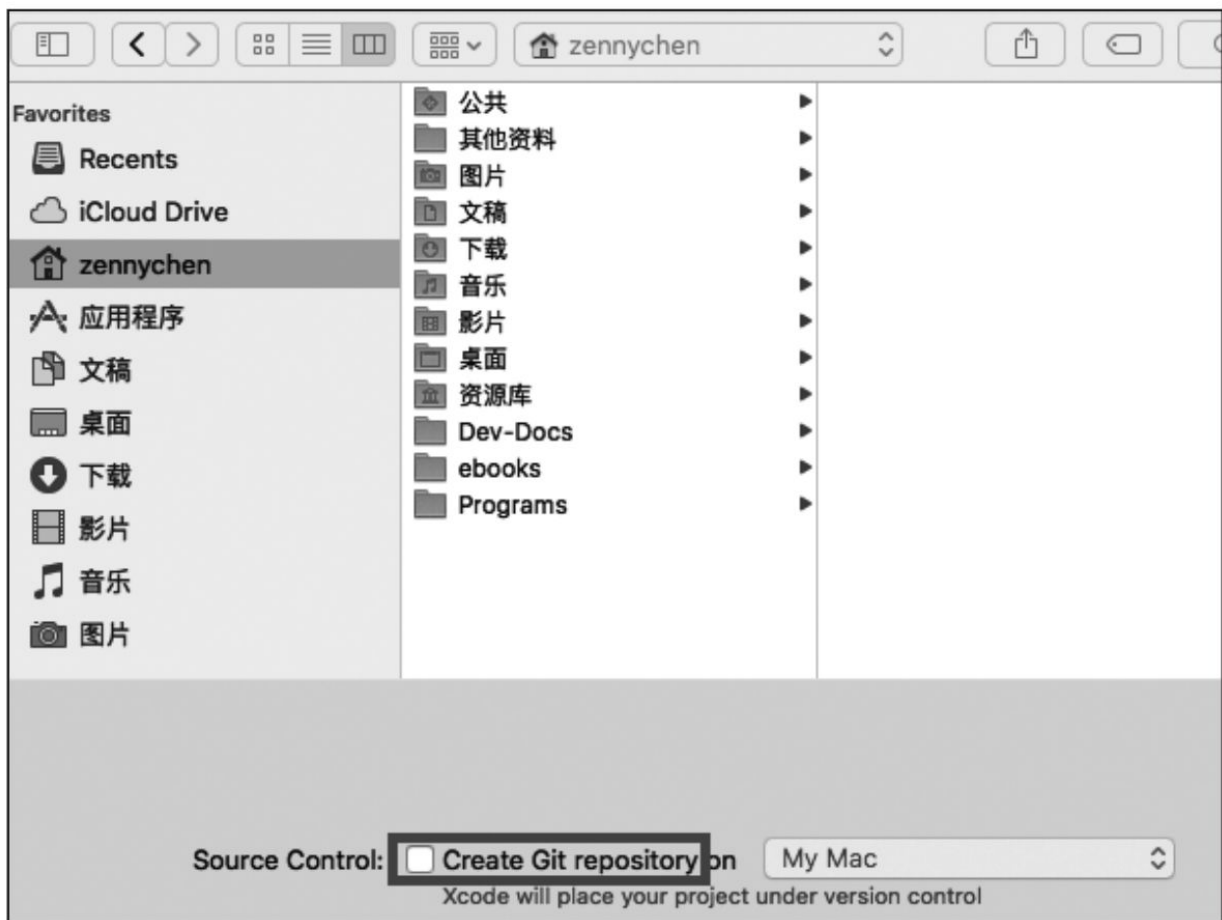 zennychen
Favorites
Recents
iCloud Drive
zennychen
应用程序
文稿
桌面
下载
影片
音乐
图片
公共
其他资料
图片
文稿
下载
音乐
影片
桌面
资源库
Dev-Docs
ebooks
Programs
Source Control: Create Git repository on My Mac
Xcode will place your project under version control